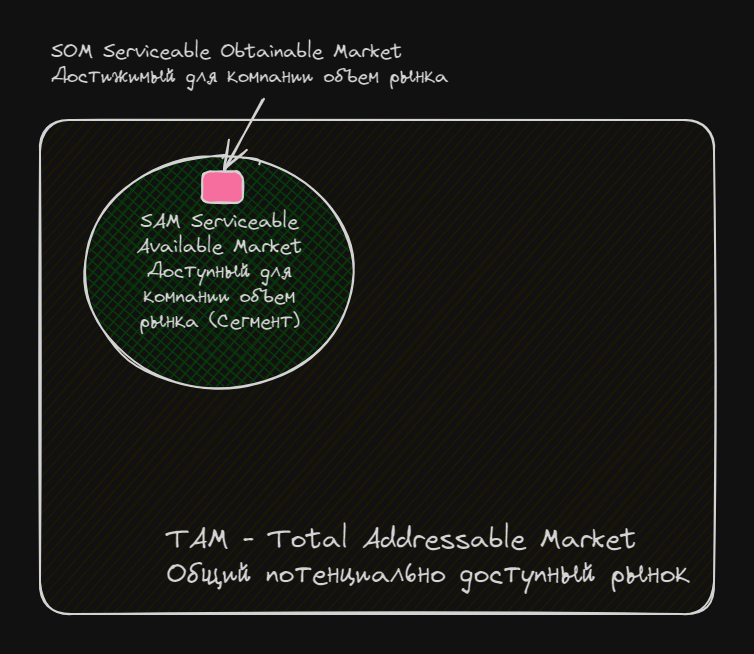 SOM Serviceable Obtainable Market
Достижимый для компании объем рынка
SAM Serviceable
Available Market
Доступный для
компании объем
рынка (Сегмент)
TAM - Total Addressable Market
Общий потенциально доступный рынок